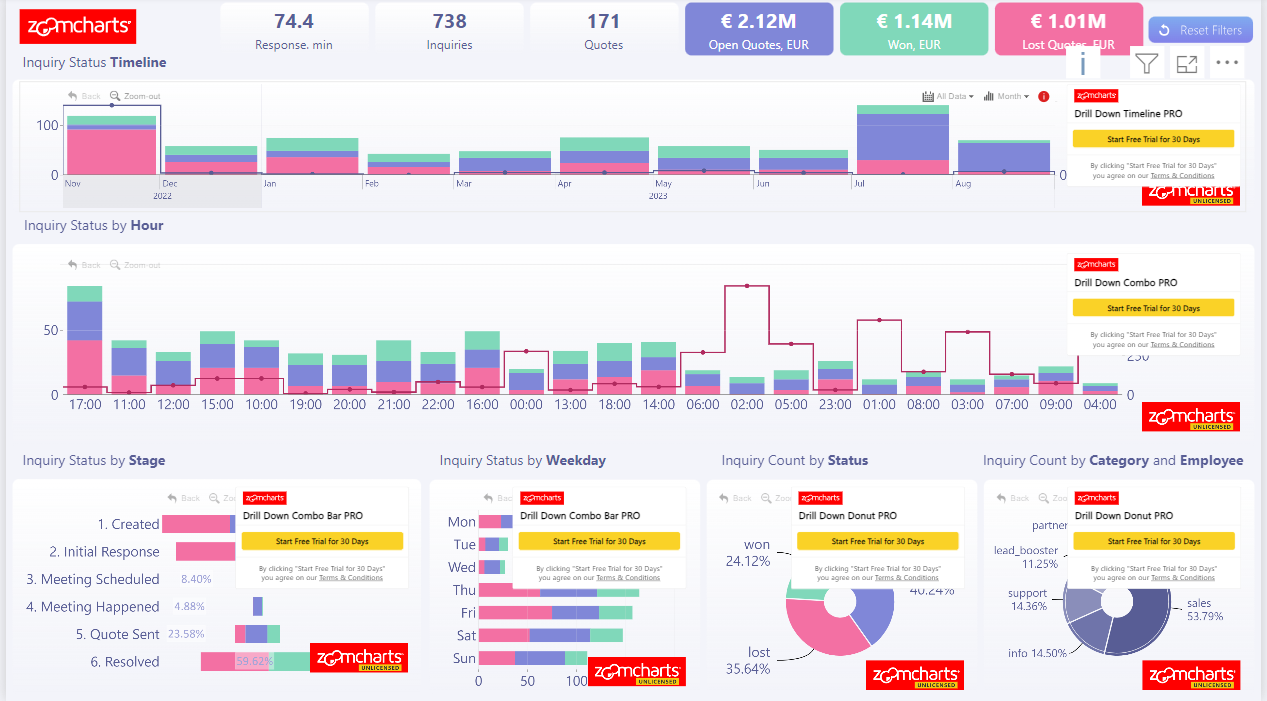 zoomcharts
74.4
Response. min
738
Inquiries
171
Quotes
€ 2.12M
Open Quotes, EUR
€ 1.14M
Won, EUR
€ 1.01M
Lost Quotes, EUR
Reset Filters
Inquiry Status Timeline
Back Zoom-out
All Data Month
100
0
Nov Dec Jan Feb Mar Apr May Jun Jul Aug
2022 2023
0
zoomcharts
Drill Down Timeline PRO
Start Free Trial for 30 Days
By clicking "Start Free Trial for 30 Days"
you agree on our Terms & Conditions
zoomcharts
UNLICENSED
Inquiry Status by Hour
Back Zoom-out
50
0
17:00 11:00 12:00 15:00 10:00 19:00 20:00 21:00 22:00 16:00 00:00 13:00 18:00 14:00 06:00 02:00 05:00 23:00 01:00 08:00 03:00 07:00 09:00 04:00
250
0
zoomcharts
Drill Down Combo PRO
Start Free Trial for 30 Days
By clicking "Start Free Trial for 30 Days"
you agree on our Terms & Conditions
zoomcharts
UNLICENSED
Inquiry Status by Stage
Back Zoo
1. Created
2. Initial Response
3. Meeting Scheduled 8.40%
4. Meeting Happened 4.88%
5. Quote Sent 23.58%
6. Resolved 59.62%
zoomcharts
Drill Down Combo Bar PRO
Start Free Trial for 30 Days
By clicking "Start Free Trial for 30 Days"
you agree on our Terms & Conditions
zoomcharts
UNLICENSED
Inquiry Status by Weekday
Bac
Mon
Tue
Wed
Thu
Fri
Sat
Sun
0 50 100
zoomcharts
Drill Down Combo Bar PRO
Start Free Trial for 30 Days
By clicking "Start Free Trial for 30 Days"
you agree on our Terms & Conditions
zoomcharts
UNLICENSED
Inquiry Count by Status
Back Zoo
won
24.12%
40.24%
lost
35.64%
zoomcharts
Drill Down Donut PRO
Start Free Trial for 30 Days
By clicking "Start Free Trial for 30 Days"
you agree on our Terms & Conditions
zoomcharts
UNLICENSED
Inquiry Count by Category and Employee
Back Zo
partner
lead_booster
11.25%
support
14.36%
info 14.50%
sales
53.79%
zoomcharts
Drill Down Donut PRO
Start Free Trial for 30 Days
By clicking "Start Free Trial for 30 Days"
you agree on our Terms & Conditions
zoomcharts
UNLICENSED